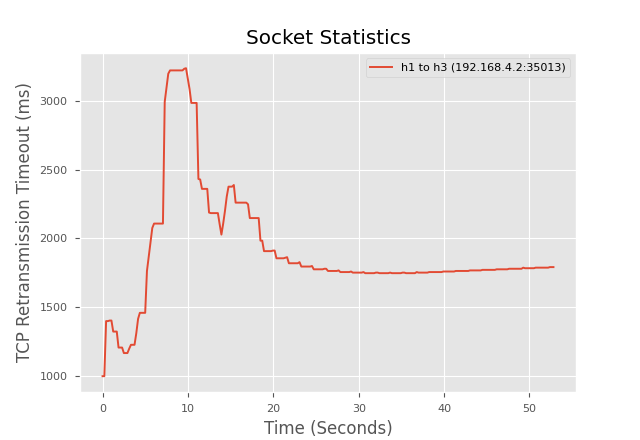 Socket Statistics
h1 to h3 (192.168.4.2:35013)
TCP Retransmission Timeout (ms)
3000
2500
2000
1500
1000
0 10 20 30 40 50
Time (Seconds)